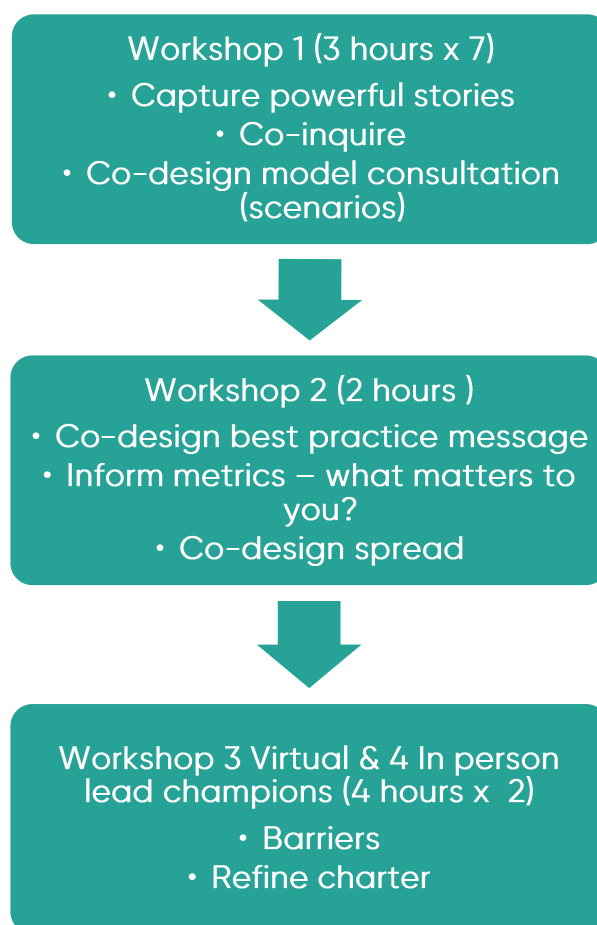 Workshop 1 (3 hours x 7)
• Capture powerful stories
• Co-inquire
• Co-design model consultation
(scenarios)
Workshop 2 (2 hours )
• Co-design best practice message
• Inform metrics – what matters to
you?
• Co-design spread
Workshop 3 Virtual & 4 In person
lead champions (4 hours x  2)
• Barriers
• Refine charter